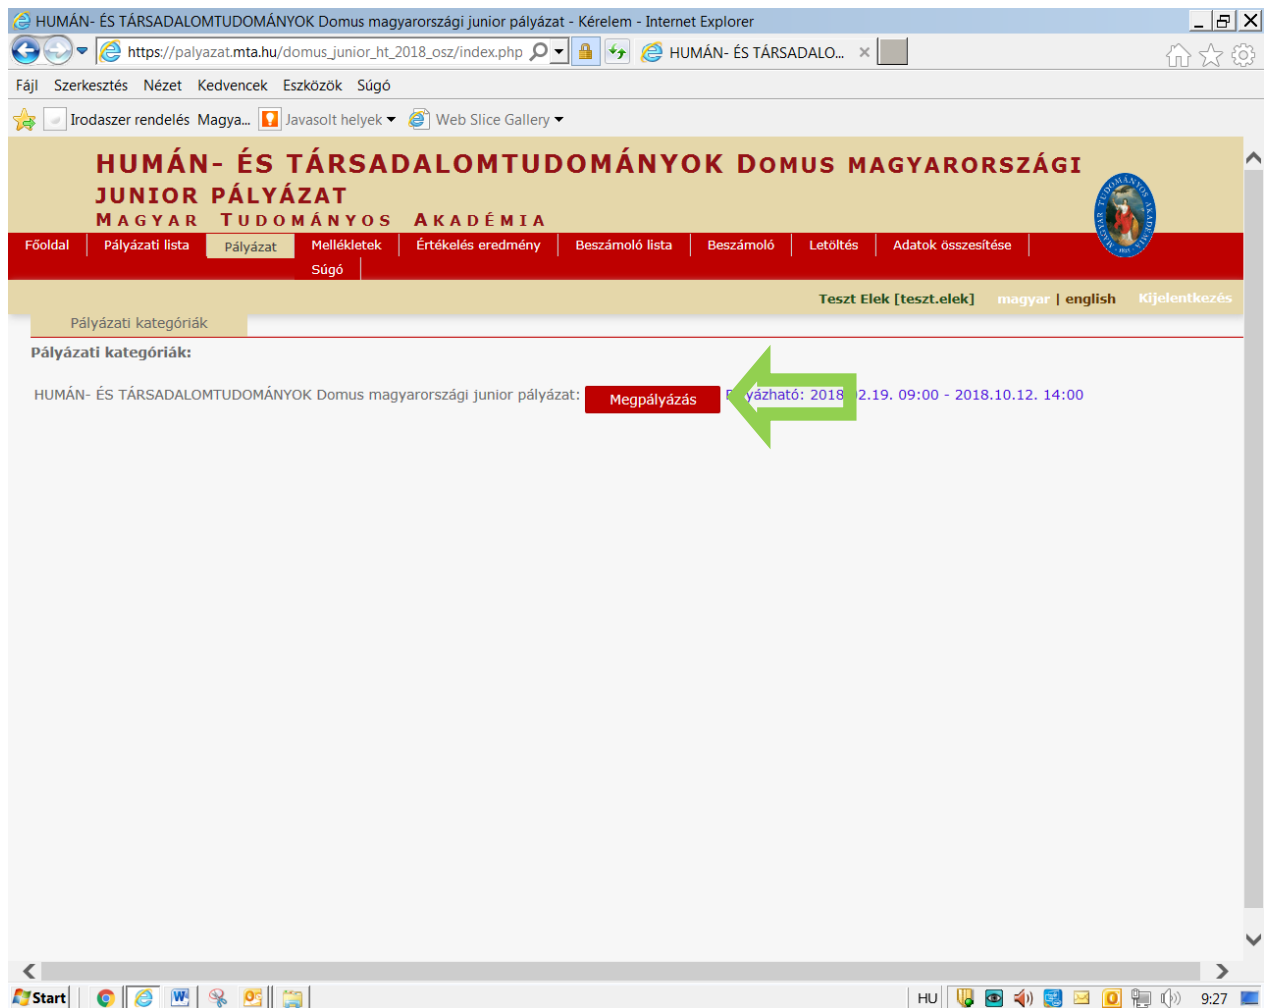 HUMÁN- ÉS TÁRSADALOMTUDOMÁNYOK Domus magyarországi junior pályázat - Kérelem - Internet Explorer
https://palyazat.mta.hu/domus_junior_ht_2018_osz/index.php
HUMÁN- ÉS TÁRSADALO...
Fájl Szerkesztés Nézet Kedvencek Eszközök Súgó
Irodaszer rendelés Magya... Javasolt helyek Web Slice Gallery
HUMÁN- ÉS TÁRSADALOMTUDOMÁNYOK DOMUS MAGYARORSZÁGI
JUNIOR PÁLYÁZAT
MAGYAR TUDOMÁNYOS AKADÉMIA
MAGYAR TUDOMÁNYOS AKADÉMIA
Főoldal Pályázati lista Pályázat Mellékletek Értékelés eredmény Beszámoló lista Beszámoló Letöltés Adatok összesítése
Súgó
Teszt Elek [teszt.elek] magyar | english Kijelentkezés
Pályázati kategóriák
Pályázati kategóriák:
HUMÁN- ÉS TÁRSADALOMTUDOMÁNYOK Domus magyarországi junior pályázat: Megpályázás 09:00 - 2018.10.12. 14:00
Start HU 9:27